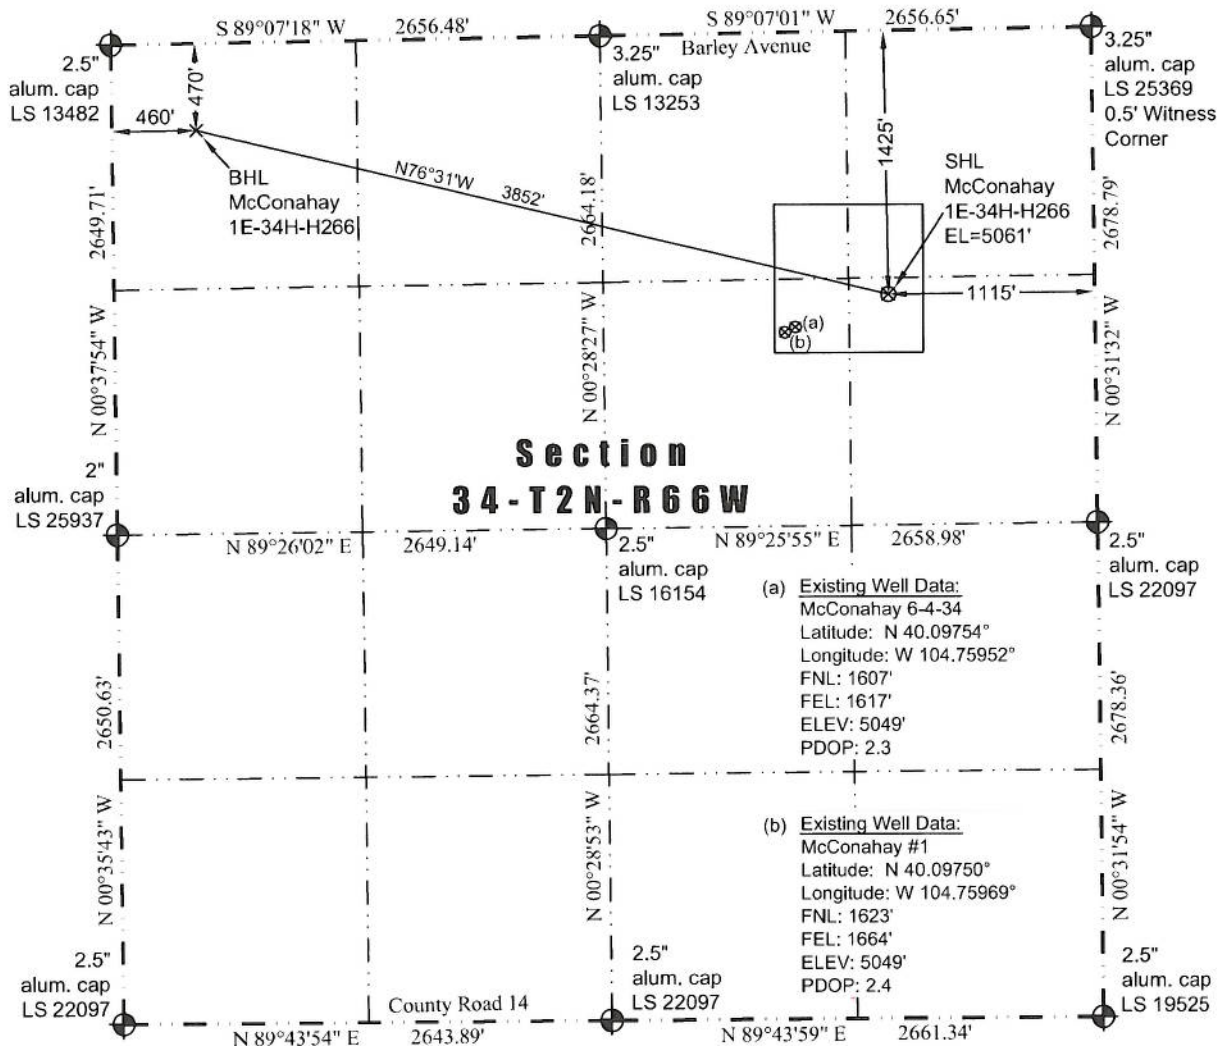 S 89°07'18" W 2656.48'
S 89°07'01" W 2656.65'
Barley Avenue
2.5"
alum. cap
LS 13482
3.25"
alum. cap
LS 13253
3.25"
alum. cap
LS 25369
0.5' Witness
Corner
470'
460'
1425'
BHL
McConahay
1E-34H-H266
N76°31'W 3852'
SHL
McConahay
1E-34H-H266
EL=5061'
1115'
2649.71'
2664.18'
2678.79'
(a)
(b)
N 00°37'54" W
N 00°28'27" W
N 00°31'32" W
Section
34-T2N-R66W
2"
alum. cap
LS 25937
N 89°26'02" E 2649.14'
N 89°25'55" E 2658.98'
2.5"
alum. cap
LS 16154
2.5"
alum. cap
LS 22097
(a) Existing Well Data:
McConahay 6-4-34
Latitude: N 40.09754°
Longitude: W 104.75952°
FNL: 1607'
FEL: 1617'
ELEV: 5049'
PDOP: 2.3
2650.63'
2664.37'
2678.36'
N 00°35'43" W
N 00°28'53" W
N 00°31'54" W
(b) Existing Well Data:
McConahay #1
Latitude: N 40.09750°
Longitude: W 104.75969°
FNL: 1623'
FEL: 1664'
ELEV: 5049'
PDOP: 2.4
2.5"
alum. cap
LS 22097
2.5"
alum. cap
LS 22097
2.5"
alum. cap
LS 19525
County Road 14
N 89°43'54" E 2643.89'
N 89°43'59" E 2661.34'